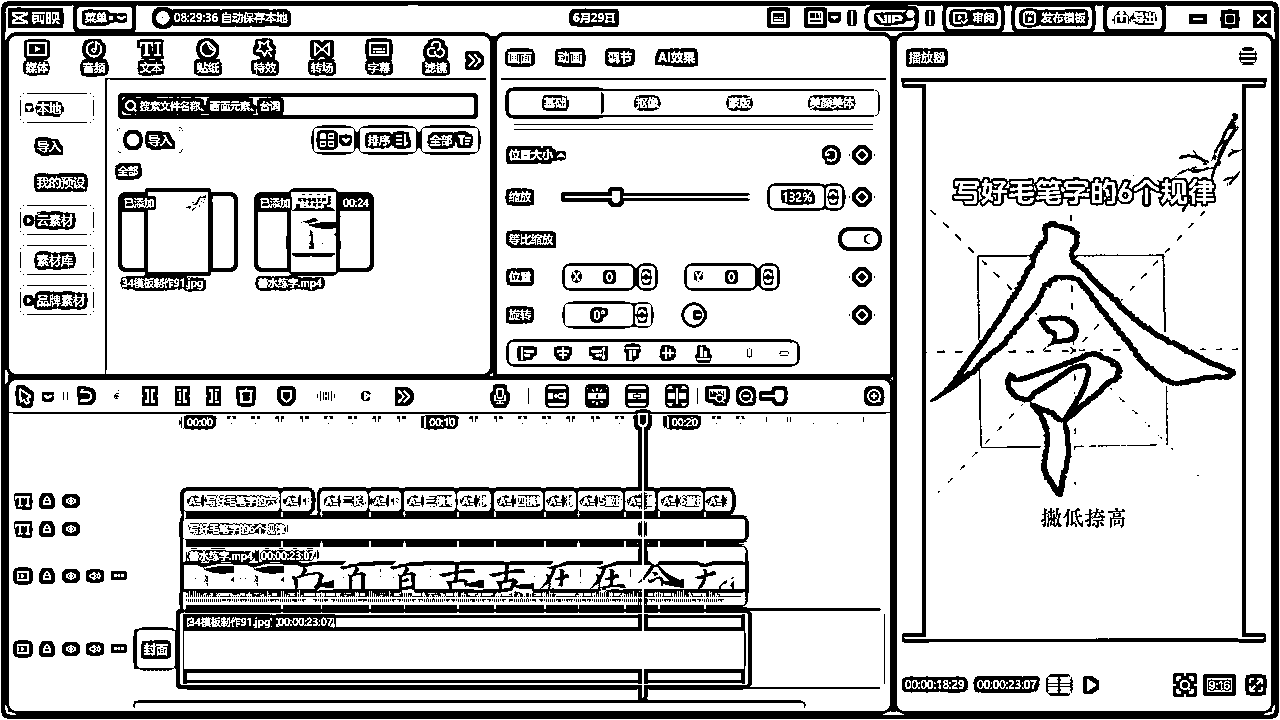 剪映 菜单 08:29:36 自动保存本地 6月29日 VIP 审阅 发布模板 导出
媒体 音频 文本 贴纸 特效 转场 字幕 滤镜
本地
导入
我的预设
云素材
素材库
品牌素材
搜索文件名称、画面元素、台词
导入 排序 全部
全部
已添加
34模板制作91.jpg
已添加 00:24
墨水练字.mp4
画面 动画 调节 AI效果
基础 抠像 蒙版 美颜美体
位置大小
缩放 132%
等比缩放
位置 X 0 Y 0
旋转 0°
播放器
写好毛笔字的6个规律
撇低捺高
00:00:18:29 00:00:23:07 9:16
00:00 00:10 00:20
写好毛笔字的六
写好毛笔字的6个规律
墨水练字.mp4 00:00:23:07
34模板制作91.jpg 00:00:23:07
封面